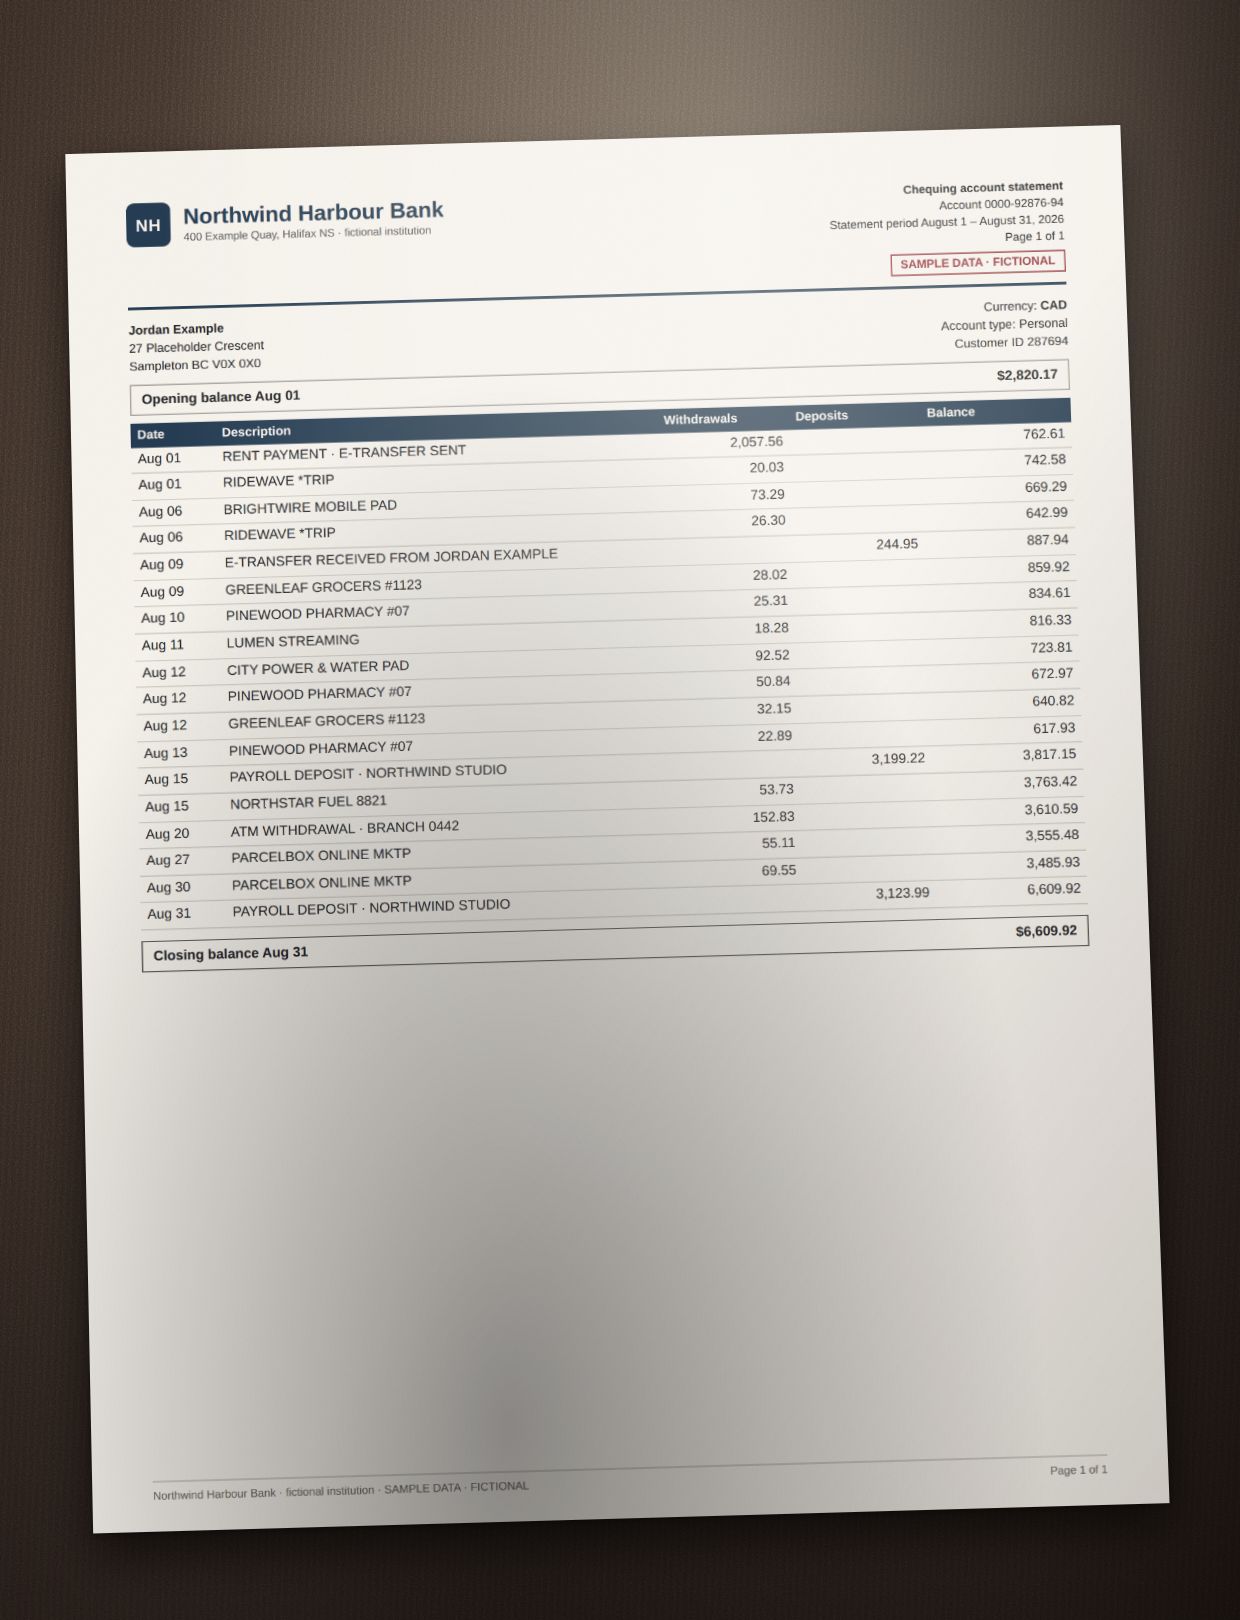 NH
Northwind Harbour Bank
400 Example Quay, Halifax NS · fictional institution
Chequing account statement
Account 0000-92876-94
Statement period August 1 – August 31, 2026
Page 1 of 1
SAMPLE DATA · FICTIONAL
Jordan Example
27 Placeholder Crescent
Sampleton BC V0X 0X0
Currency: CAD
Account type: Personal
Customer ID 287694
Opening balance Aug 01 $2,820.17
Date Description Withdrawals Deposits Balance
Aug 01 RENT PAYMENT · E-TRANSFER SENT 2,057.56 762.61
Aug 01 RIDEWAVE *TRIP 20.03 742.58
Aug 06 BRIGHTWIRE MOBILE PAD 73.29 669.29
Aug 06 RIDEWAVE *TRIP 26.30 642.99
Aug 09 E-TRANSFER RECEIVED FROM JORDAN EXAMPLE 244.95 887.94
Aug 09 GREENLEAF GROCERS #1123 28.02 859.92
Aug 10 PINEWOOD PHARMACY #07 25.31 834.61
Aug 11 LUMEN STREAMING 18.28 816.33
Aug 12 CITY POWER & WATER PAD 92.52 723.81
Aug 12 PINEWOOD PHARMACY #07 50.84 672.97
Aug 12 GREENLEAF GROCERS #1123 32.15 640.82
Aug 13 PINEWOOD PHARMACY #07 22.89 617.93
Aug 15 PAYROLL DEPOSIT · NORTHWIND STUDIO 3,199.22 3,817.15
Aug 15 NORTHSTAR FUEL 8821 53.73 3,763.42
Aug 20 ATM WITHDRAWAL · BRANCH 0442 152.83 3,610.59
Aug 27 PARCELBOX ONLINE MKTP 55.11 3,555.48
Aug 30 PARCELBOX ONLINE MKTP 69.55 3,485.93
Aug 31 PAYROLL DEPOSIT · NORTHWIND STUDIO 3,123.99 6,609.92
Closing balance Aug 31 $6,609.92
Northwind Harbour Bank · fictional institution · SAMPLE DATA · FICTIONAL
Page 1 of 1